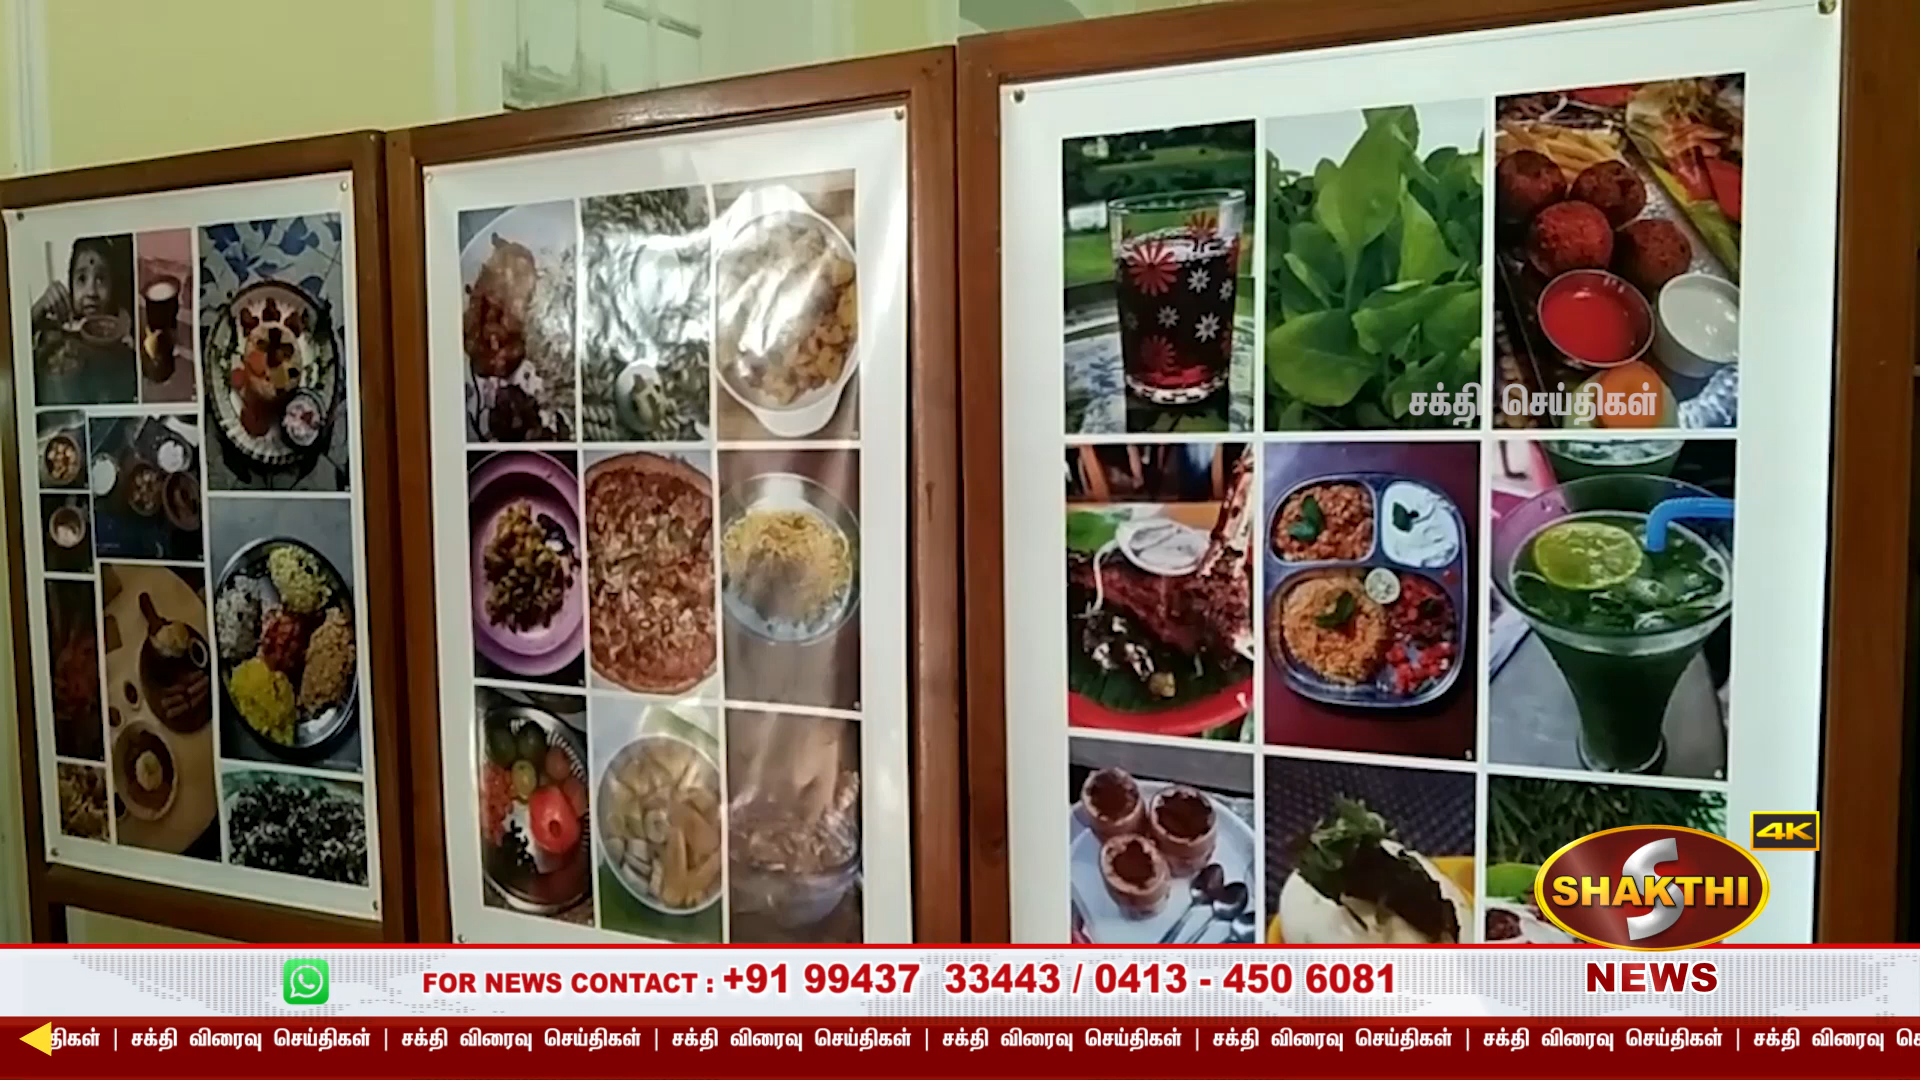 சக்தி செய்திகள்
4K
S
SHAKTHI
NEWS
FOR NEWS CONTACT : +91 99437 33443 / 0413 - 450 6081
திகள் | சக்தி விரைவு செய்திகள் | சக்தி விரைவு செய்திகள் | சக்தி விரைவு செய்திகள் | சக்தி விரைவு செய்திகள் | சக்தி விரைவு செய்திகள் | சக்தி விரைவு செய்திகள் | சக்தி விரைவு செ